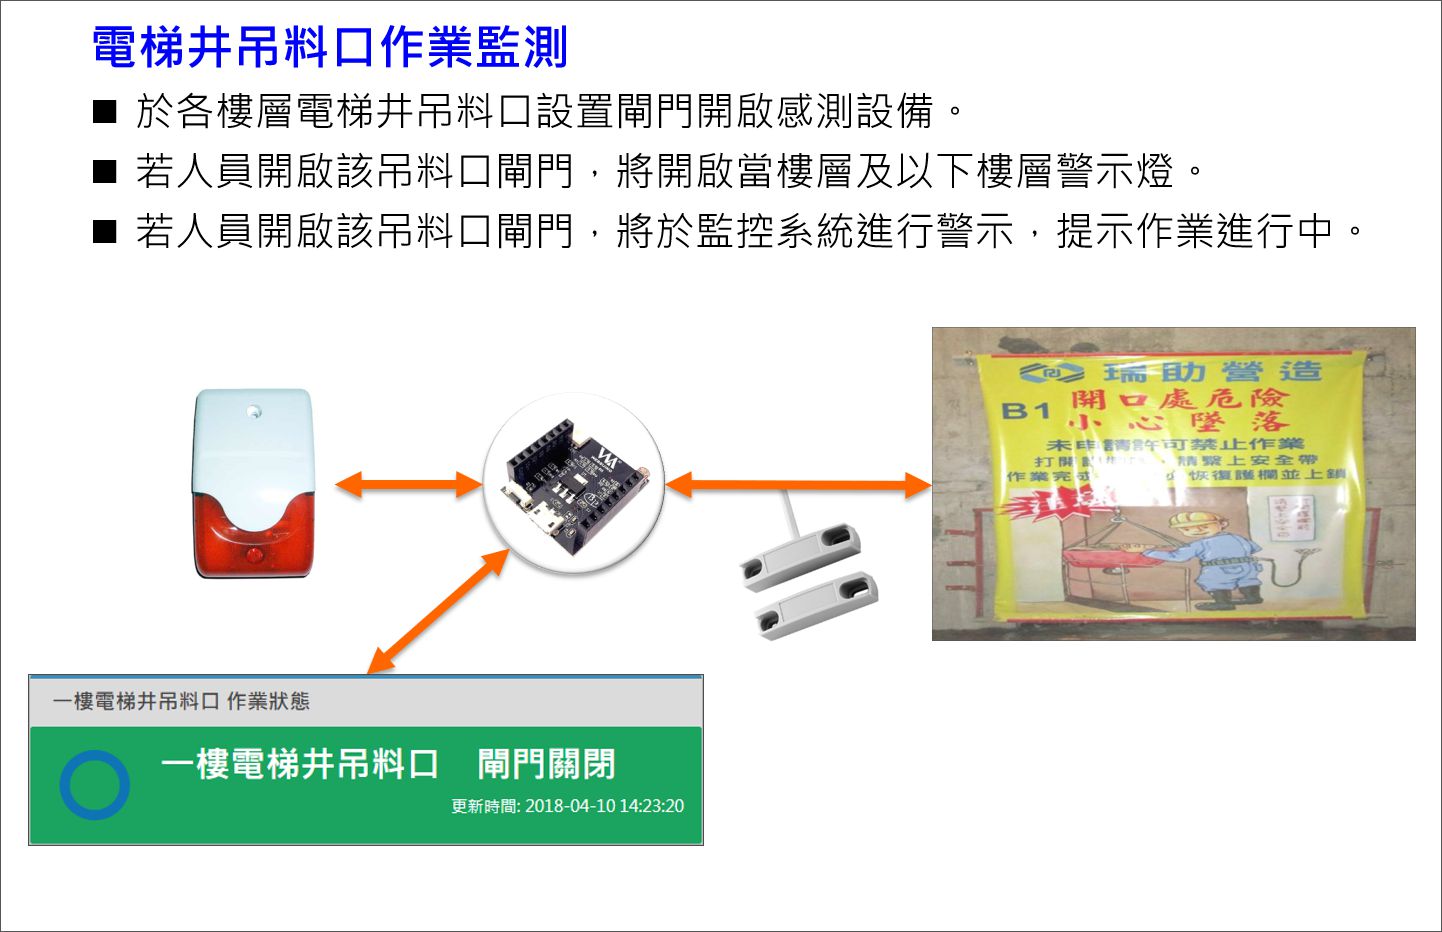 電梯井吊料口作業監測
■ 於各樓層電梯井吊料口設置閘門開啟感測設備。
■ 若人員開啟該吊料口閘門，將開啟當樓層及以下樓層警示燈。
■ 若人員開啟該吊料口閘門，將於監控系統進行警示，提示作業進行中。
瑞助營造
B1 開口處危險
小心墜落
未申請許可禁止作業
打開 請繫上安全帶
作業完 恢復護欄並上鎖
注意
一樓電梯井吊料口 作業狀態
一樓電梯井吊料口 閘門關閉
更新時間: 2018-04-10 14:23:20